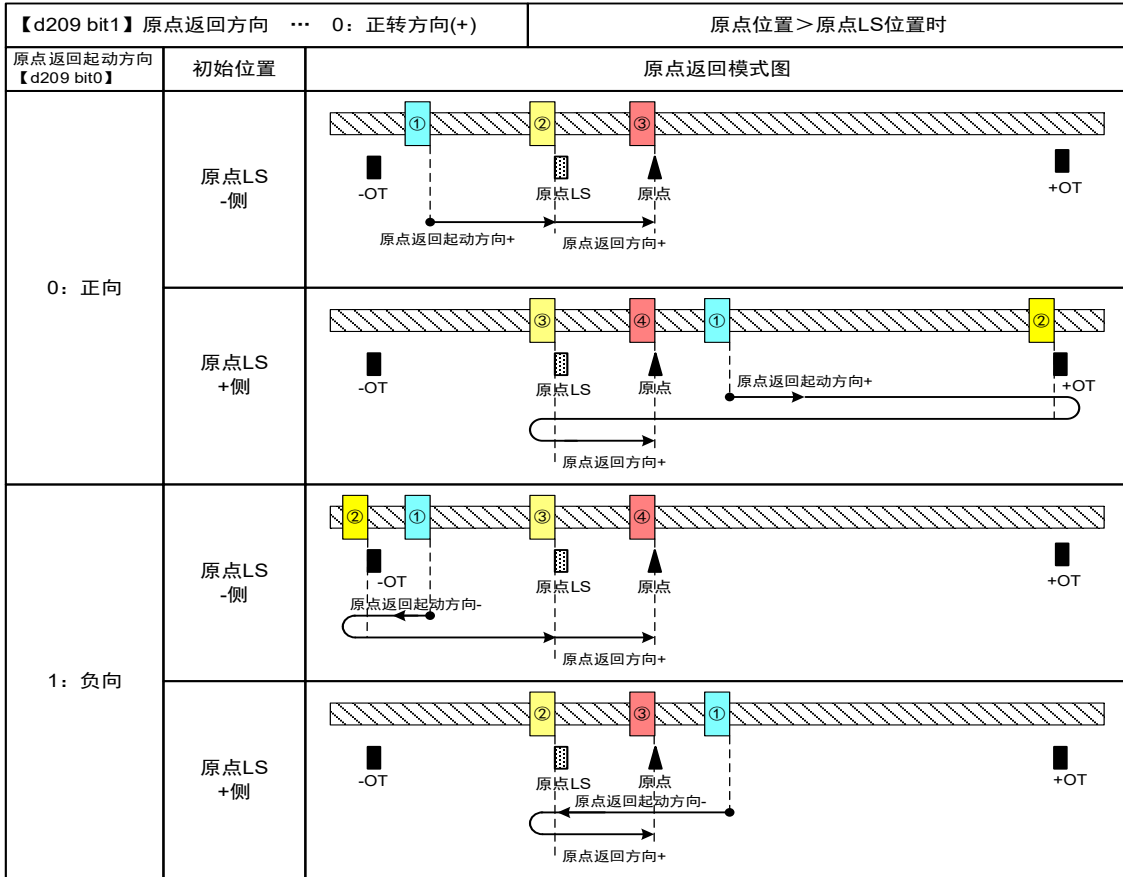 【d209 bit1】原点返回方向 … 0：正转方向(+)
原点位置＞原点LS位置时
原点返回起动方向
【d209 bit0】
初始位置
原点返回模式图
0：正向
原点LS
-侧
① ② ③
-OT
原点LS
原点
+OT
原点返回起动方向+
原点返回方向+
原点LS
+侧
③ ④ ① ②
-OT
原点LS
原点
原点返回起动方向+
+OT
原点返回方向+
1：负向
原点LS
-侧
② ① ③ ④
-OT
原点LS
原点
+OT
原点返回起动方向-
原点返回方向+
原点LS
+侧
② ③ ①
-OT
原点LS
原点
+OT
原点返回起动方向-
原点返回方向+